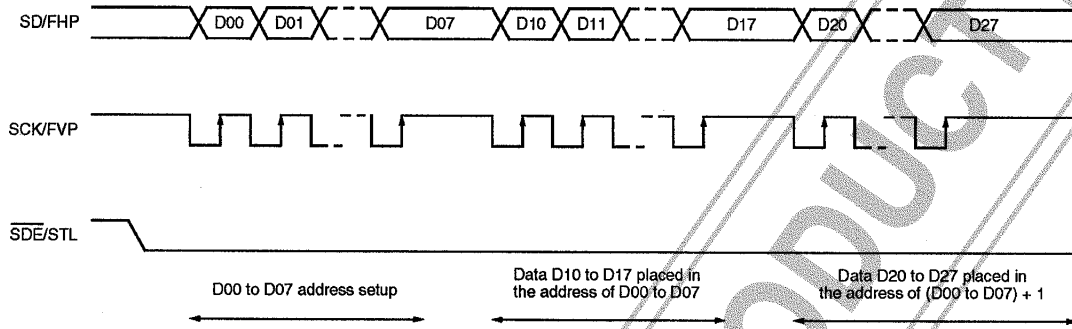 SD/FHP D00 D01 D07 D10 D11 D17 D20 D27
SCK/FVP
SDE/STL
D00 to D07 address setup
Data D10 to D17 placed in
the address of D00 to D07
Data D20 to D27 placed in
the address of (D00 to D07) + 1
ODUCT